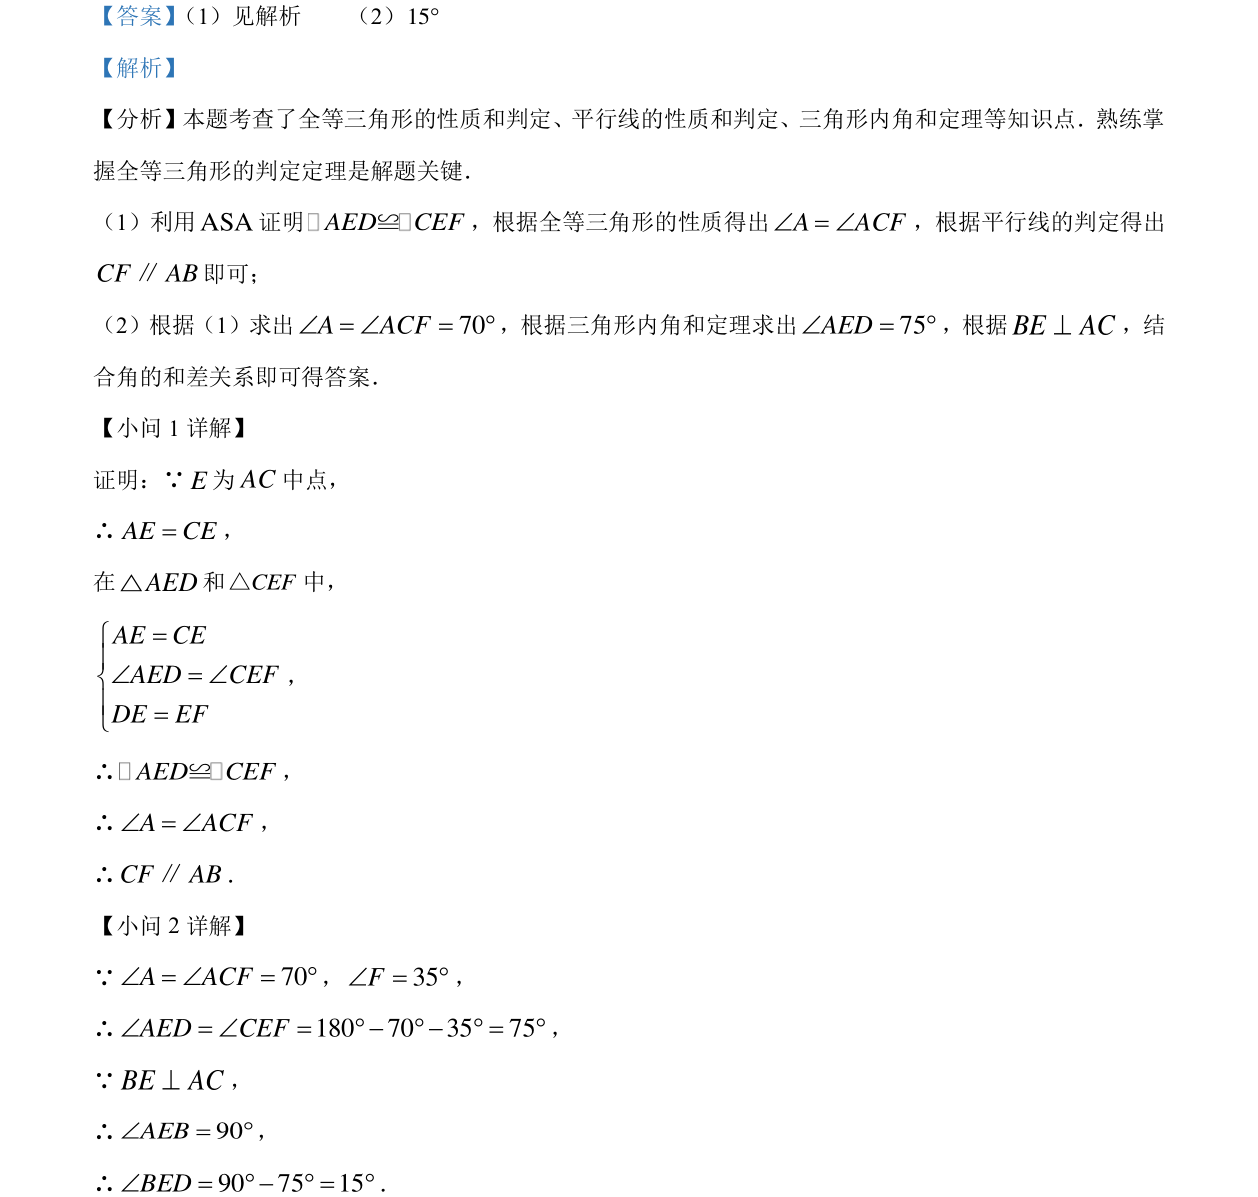 【答案】（1）见解析　　（2）15°
【解析】
【分析】本题考查了全等三角形的性质和判定、平行线的性质和判定、三角形内角和定理等知识点．熟练掌
握全等三角形的判定定理是解题关键．
（1）利用 ASA 证明□AED≌□CEF，根据全等三角形的性质得出∠A=∠ACF，根据平行线的判定得出
CF∥AB 即可；
（2）根据（1）求出∠A=∠ACF=70°，根据三角形内角和定理求出∠AED=75°，根据 BE⊥AC，结
合角的和差关系即可得答案．
【小问 1 详解】
证明：∵E 为 AC 中点，
∴AE=CE，
在△AED 和△CEF 中，
AE=CE
∠AED=∠CEF，
DE=EF
∴□AED≌□CEF，
∴∠A=∠ACF，
∴CF∥AB．
【小问 2 详解】
∵∠A=∠ACF=70°，∠F=35°，
∴∠AED=∠CEF=180°−70°−35°=75°，
∵BE⊥AC，
∴∠AEB=90°，
∴∠BED=90°−75°=15°．